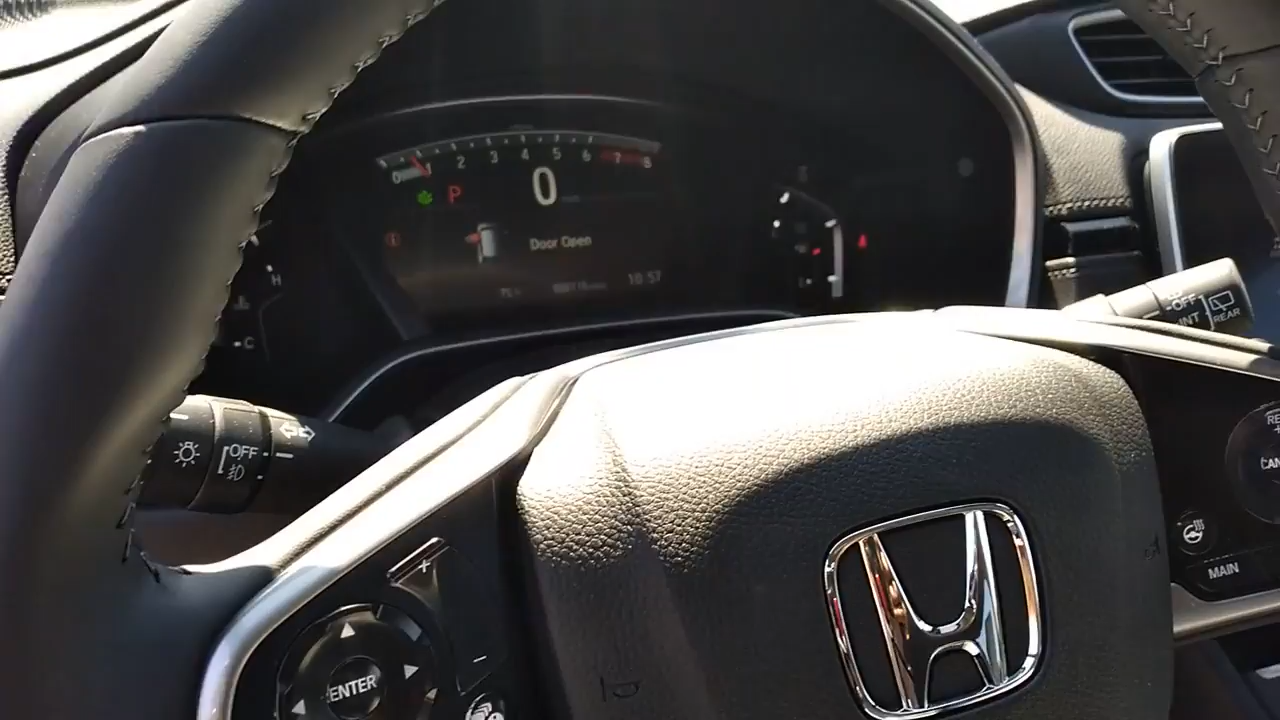 0 1 2 3 4 5 6 7 8
P
0
Door Open
10:57
H
C
OFF
OFF
INT
REAR
MAIN
+
-
ENTER